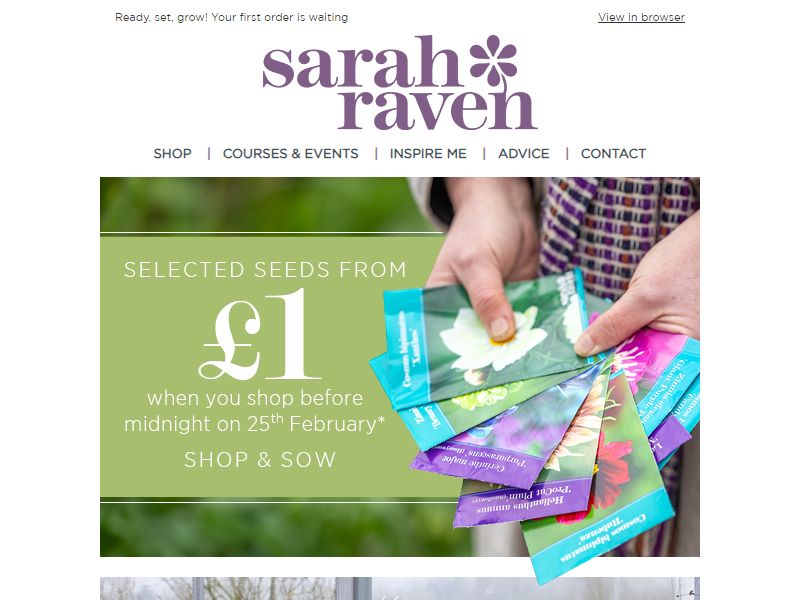 Ready, set, grow! Your first order is waiting
View in browser
sarah
raven
SHOP | COURSES & EVENTS | INSPIRE ME | ADVICE | CONTACT
SELECTED SEEDS FROM
£1
when you shop before
midnight on 25th February*
SHOP & SOW
Cosmos bipinnatus
'Xanthos'
Cerinthe major
'Purpurascens'
Helianthus annus
'ProCut Plum'
Cosmos bipinnatus
'Rubenza'